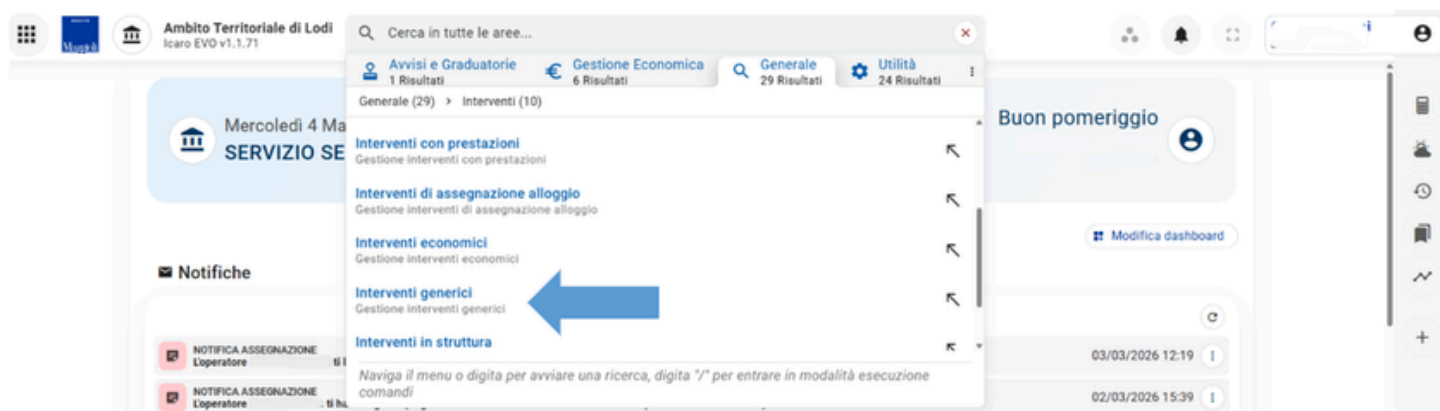 Maggioli
Ambito Territoriale di Lodi
Icaro EVO v1.1.71
Cerca in tutte le aree...
Avvisi e Graduatorie
1 Risultati
Gestione Economica
6 Risultati
Generale
29 Risultati
Utilità
24 Risultati
Generale (29) > Interventi (10)
Mercoledì 4 Ma
SERVIZIO SE
Buon pomeriggio
Interventi con prestazioni
Gestione interventi con prestazioni
Interventi di assegnazione alloggio
Gestione interventi di assegnazione alloggio
Interventi economici
Gestione interventi economici
Modifica dashboard
Notifiche
Interventi generici
Gestione interventi generici
Interventi in struttura
NOTIFICA ASSEGNAZIONE
L'operatore
03/03/2026 12:19
Naviga il menu o digita per avviare una ricerca, digita "/" per entrare in modalità esecuzione
comandi
NOTIFICA ASSEGNAZIONE
L'operatore . ti hu
02/03/2026 15:39